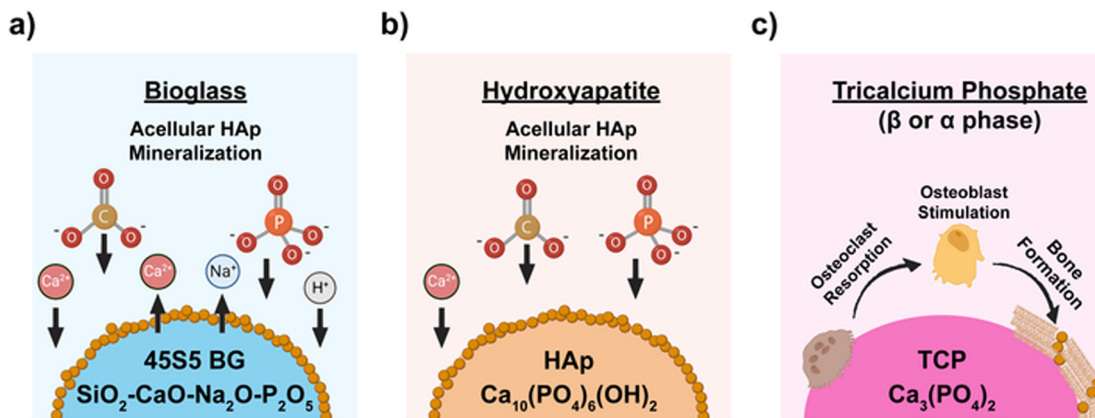 a)
Bioglass
Acellular HAp
Mineralization
O
C
O
-
O
-
O
P
O
-
O
-
O
-
Ca²⁺
Ca²⁺
Na⁺
H⁺
45S5 BG
SiO₂-CaO-Na₂O-P₂O₅
b)
Hydroxyapatite
Acellular HAp
Mineralization
O
C
O
-
O
-
O
P
O
-
O
-
O
-
Ca²⁺
HAp
Ca₁₀(PO₄)₆(OH)₂
c)
Tricalcium Phosphate
(β or α phase)
Osteoblast
Stimulation
Osteoclast
Resorption
Bone
Formation
TCP
Ca₃(PO₄)₂